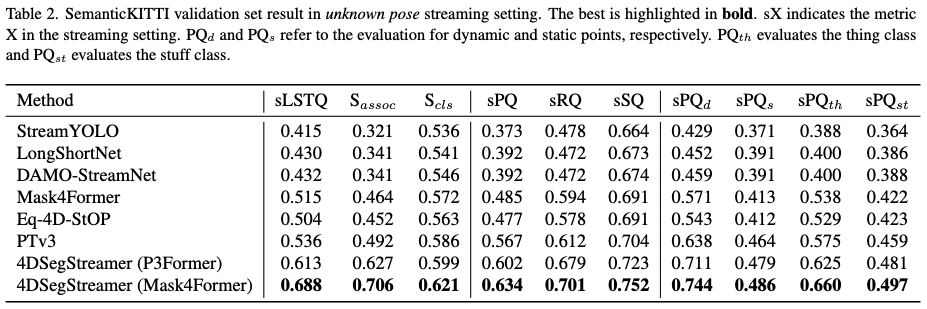 Table 2. SemanticKITTI validation set result in unknown pose streaming setting. The best is highlighted in bold. sX indicates the metric
X in the streaming setting. PQd and PQs refer to the evaluation for dynamic and static points, respectively. PQth evaluates the thing class
and PQst evaluates the stuff class.
Method sLSTQ Sassoc Scls sPQ sRQ sSQ sPQd sPQs sPQth sPQst
StreamYOLO 0.415 0.321 0.536 0.373 0.478 0.664 0.429 0.371 0.388 0.364
LongShortNet 0.430 0.341 0.541 0.392 0.472 0.673 0.452 0.391 0.400 0.386
DAMO-StreamNet 0.432 0.341 0.546 0.392 0.472 0.674 0.459 0.391 0.400 0.388
Mask4Former 0.515 0.464 0.572 0.485 0.594 0.691 0.571 0.413 0.538 0.422
Eq-4D-StOP 0.504 0.452 0.563 0.477 0.578 0.691 0.543 0.412 0.529 0.423
PTv3 0.536 0.492 0.586 0.567 0.612 0.704 0.638 0.464 0.575 0.459
4DSegStreamer (P3Former) 0.613 0.627 0.599 0.602 0.679 0.723 0.711 0.479 0.625 0.481
4DSegStreamer (Mask4Former) 0.688 0.706 0.621 0.634 0.701 0.752 0.744 0.486 0.660 0.497